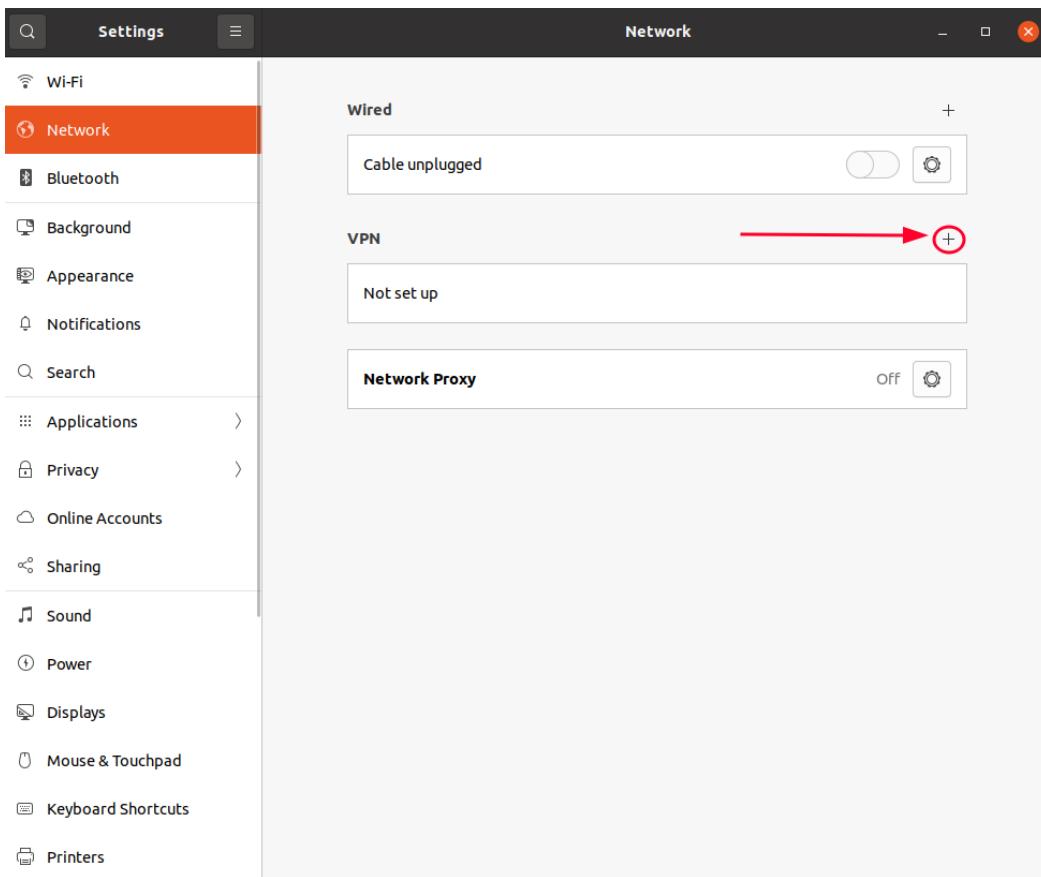 Settings
Network
Wi-Fi
Network
Bluetooth
Background
Appearance
Notifications
Search
Applications
Privacy
Online Accounts
Sharing
Sound
Power
Displays
Mouse & Touchpad
Keyboard Shortcuts
Printers
Wired
Cable unplugged
VPN
Not set up
Network Proxy Off